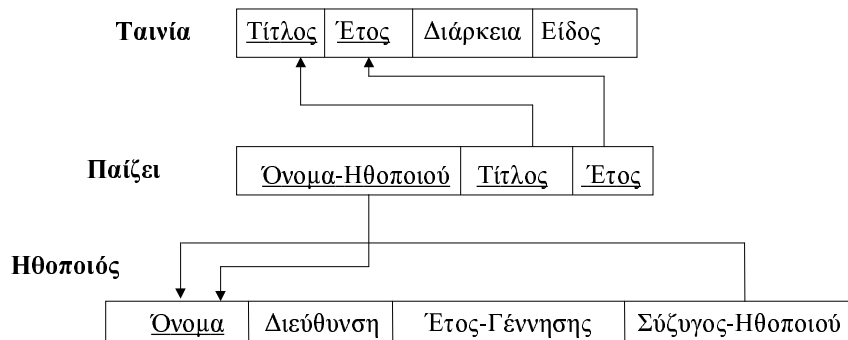 Ταινία Τίτλος Έτος Διάρκεια Είδος
Παίζει Όνομα-Ηθοποιού Τίτλος Έτος
Ηθοποιός
Όνομα Διεύθυνση Έτος-Γέννησης Σύζυγος-Ηθοποιού